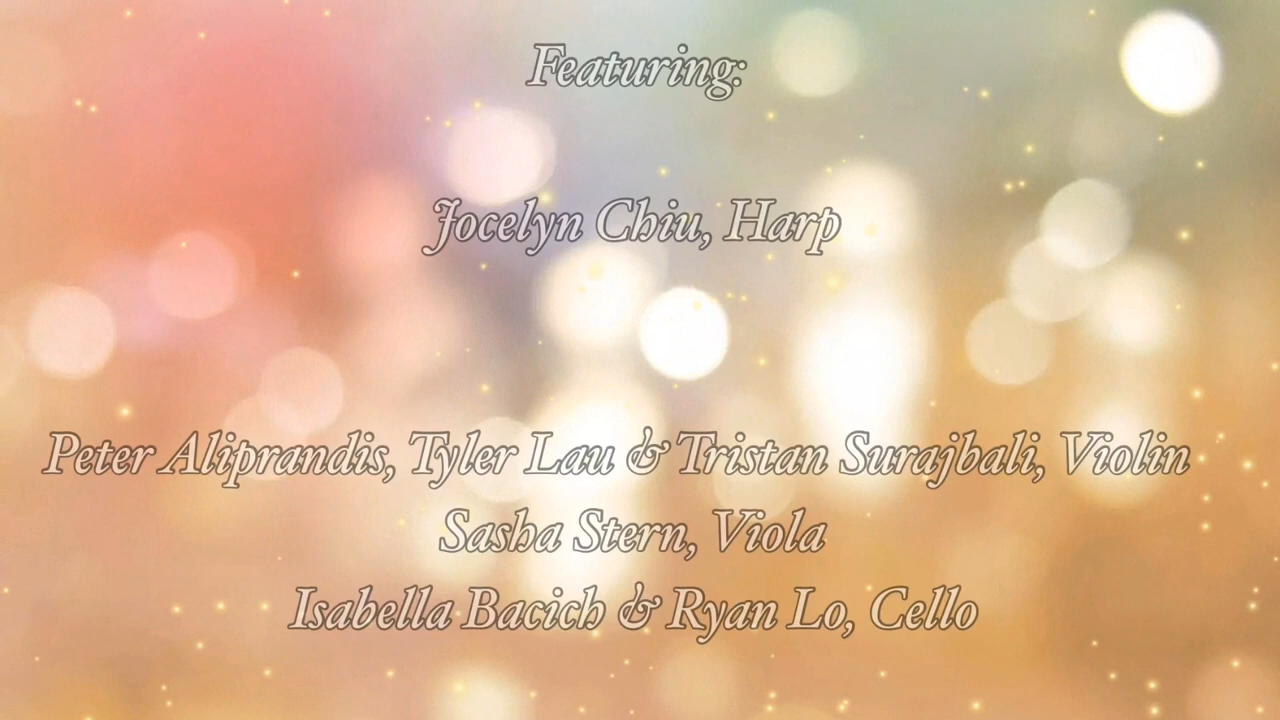 Featuring:
Jocelyn Chiu, Harp
Peter Aliprandis, Tyler Lau & Tristan Surajbali, Violin
Sasha Stern, Viola
Isabella Bacich & Ryan Lo, Cello